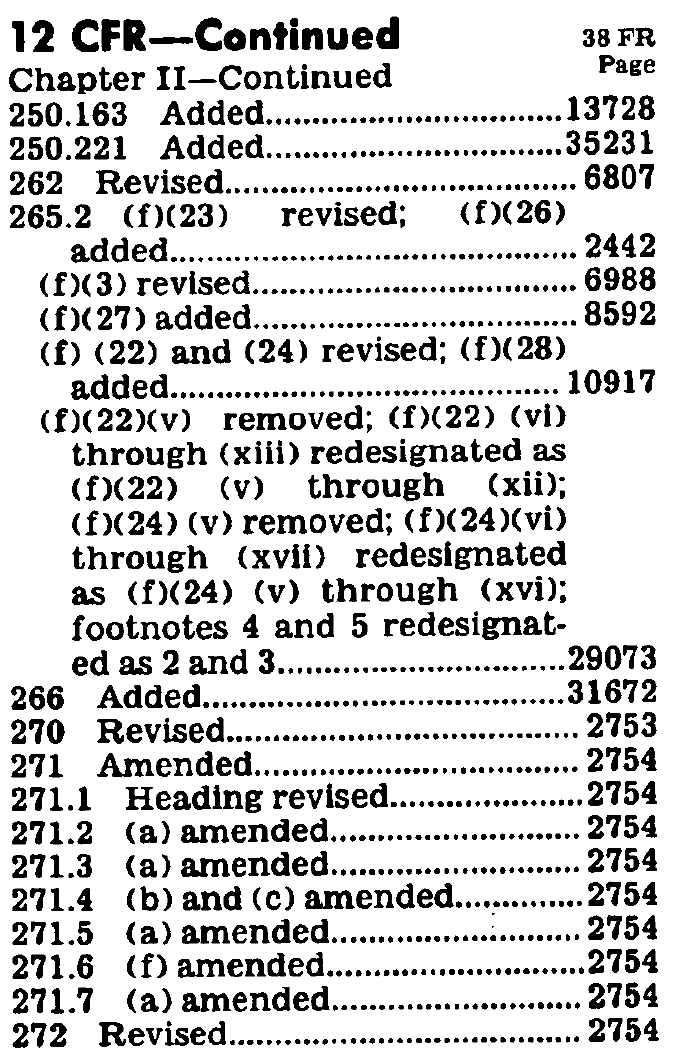 12 CFR—Continued 38 FR
Chapter II—Continued Page
250.163 Added..............................13728
250.221 Added..............................35231
262 Revised.................................... 6807
265.2 (f)(23) revised; (f)(26)
added.......................................... 2442
(f)(3) revised................................. 6988
(f)(27) added................................. 8592
(f) (22) and (24) revised; (f)(28)
added........................................ 10917
(f)(22)(v) removed; (f)(22) (vi)
through (xiii) redesignated as
(f)(22) (v) through (xii);
(f)(24) (v) removed; (f)(24)(vi)
through (xvii) redesignated
as (f)(24) (v) through (xvi);
footnotes 4 and 5 redesignat-
ed as 2 and 3.............................29073
266 Added.....................................31672
270 Revised.................................... 2753
271 Amended................................. 2754
271.1 Heading revised....................2754
271.2 (a) amended.......................... 2754
271.3 (a) amended.......................... 2754
271.4 (b) and (c) amended.............2754
271.5 (a) amended.......................... 2754
271.6 (f) amended..........................2754
271.7 (a) amended.......................... 2754
272 Revised.................................... 2754